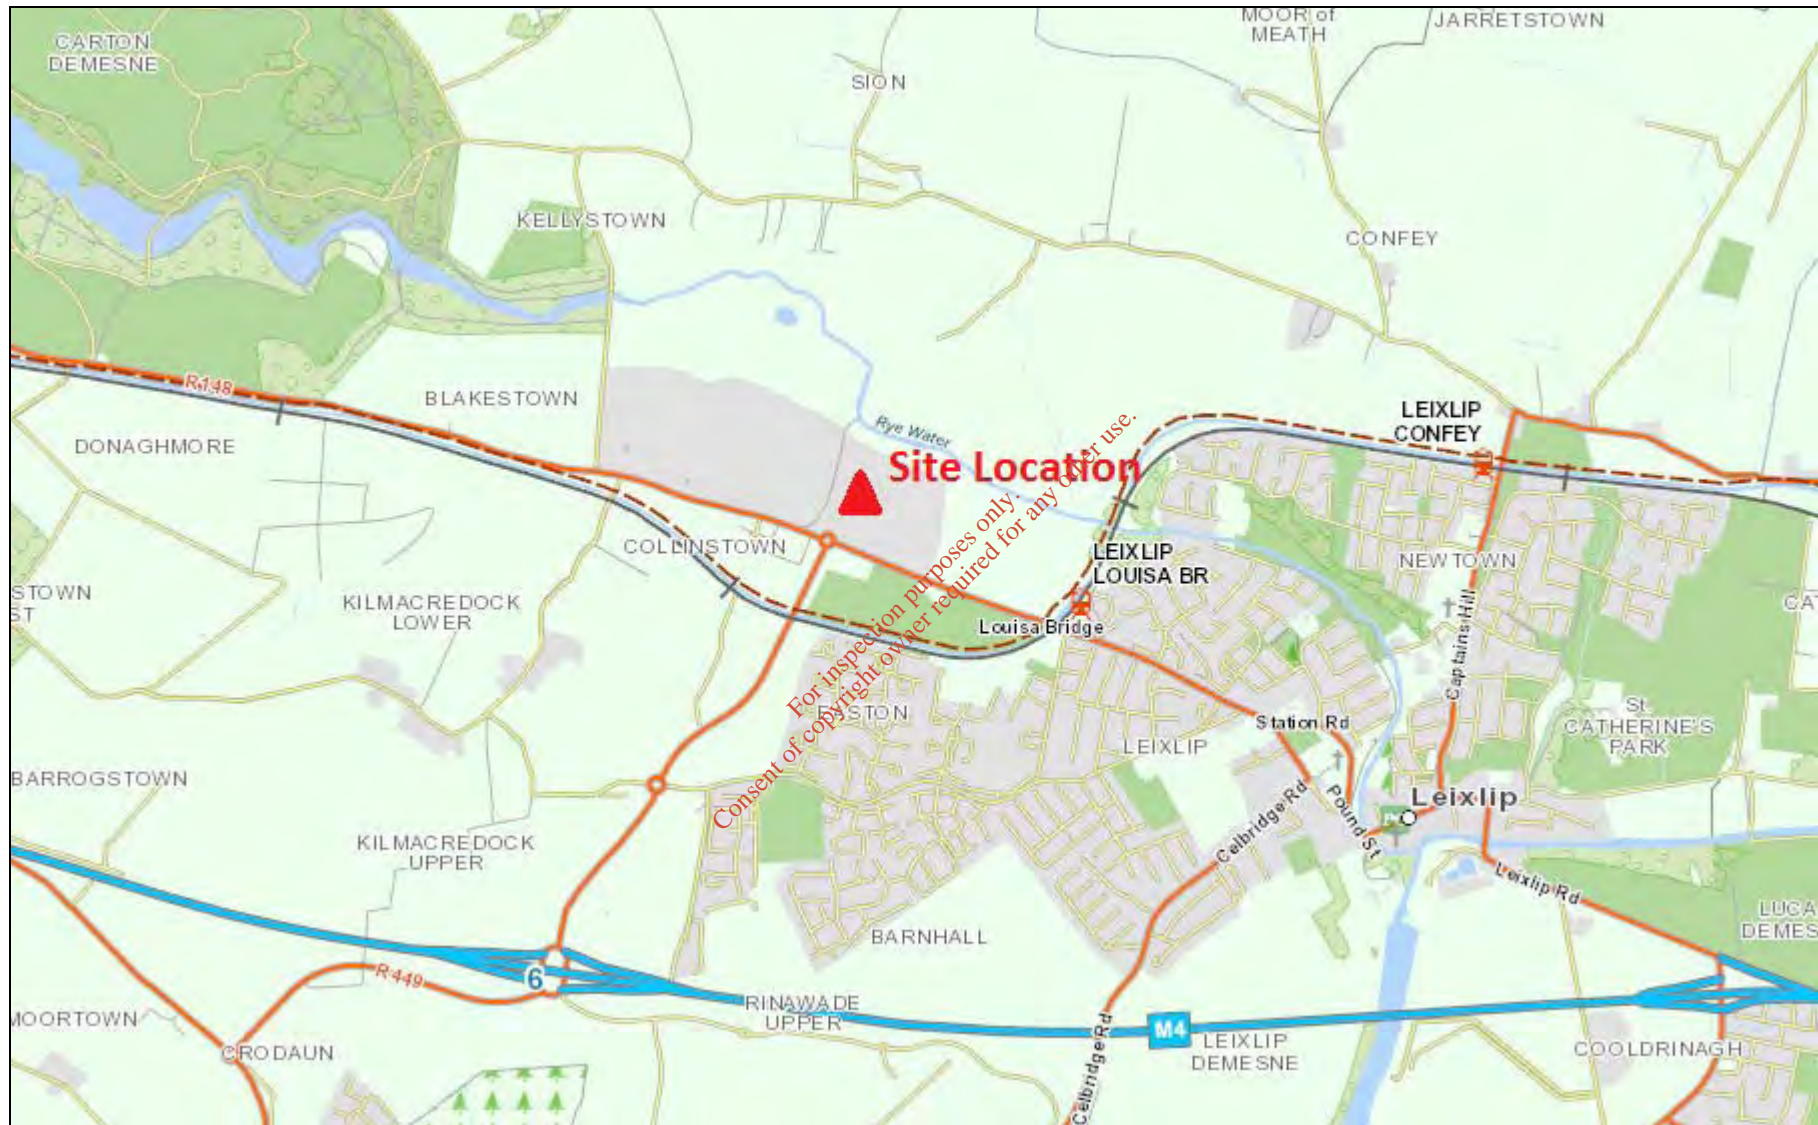 MOOR of
MEATH
JARRETSTOWN
CARTON
DEMESNE
SION
KELLYSTOWN
CONFEY
R148
BLAKESTOWN
LEIXLIP
CONFEY
DONAGHMORE
Rye Water
Site Location
COLLINSTOWN
LEIXLIP
LOUISA BR
NEWTOWN
STOWN
ST
KILMACREDOCK
LOWER
CA
Louisa Bridge
Captains Hill
For inspection purposes only.
Consent of copyright owner required for any other use.
EASTON
Station Rd
St.
CATHERINE'S
PARK
LEIXLIP
BARROGSTOWN
Leixlip
Celbridge Rd
Pound St
KILMACREDOCK
UPPER
Leixlip Rd
LUCA
DEMES
BARNHALL
6
R449
RINAWADE
UPPER
MOORTOWN
M4
LEIXLIP
DEMESNE
Celbridge Rd
CRODAUN
COOLDRINAGH